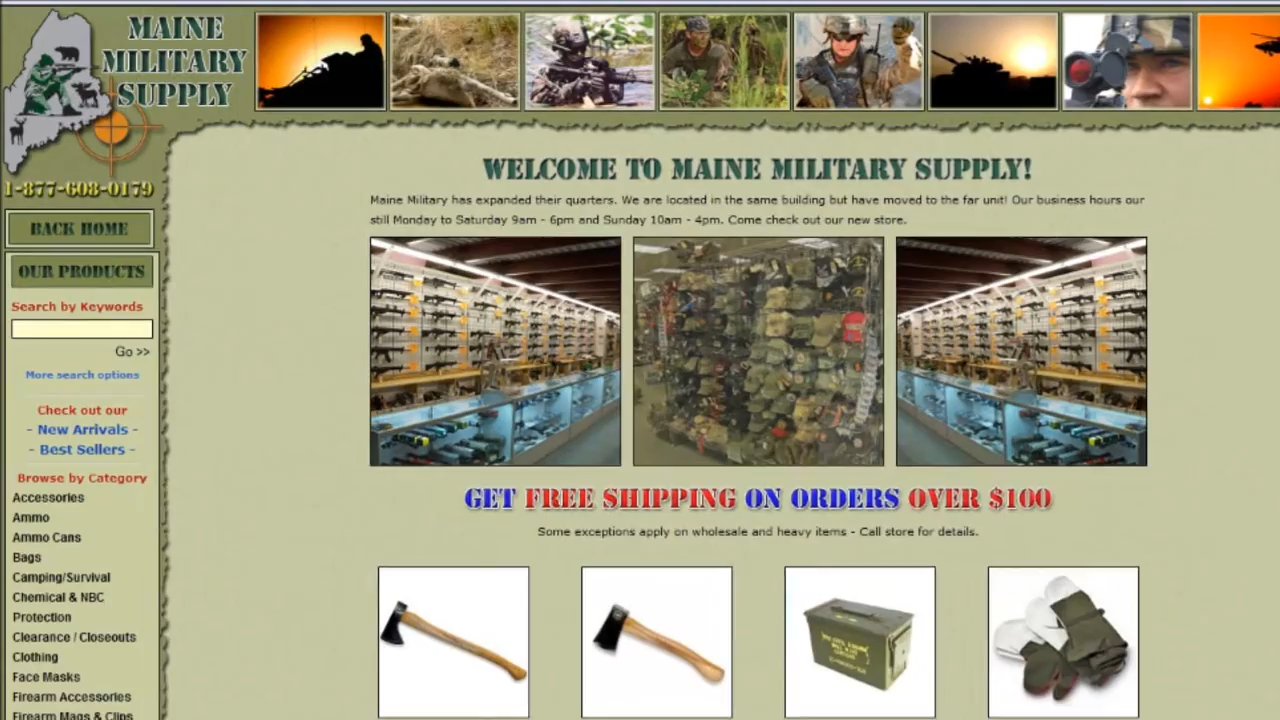 MAINE
MILITARY
SUPPLY
1-877-608-0179
BACK HOME
OUR PRODUCTS
Search by Keywords
Go >>
More search options
Check out our
- New Arrivals -
- Best Sellers -
Browse by Category
Accessories
Ammo
Ammo Cans
Bags
Camping/Survival
Chemical & NBC
Protection
Clearance / Closeouts
Clothing
Face Masks
Firearm Accessories
Firearm Mags & Clips
WELCOME TO MAINE MILITARY SUPPLY!
Maine Military has expanded their quarters. We are located in the same building but have moved to the far unit! Our business hours our
still Monday to Saturday 9am - 6pm and Sunday 10am - 4pm. Come check out our new store.
GET FREE SHIPPING ON ORDERS OVER $100
Some exceptions apply on wholesale and heavy items - Call store for details.